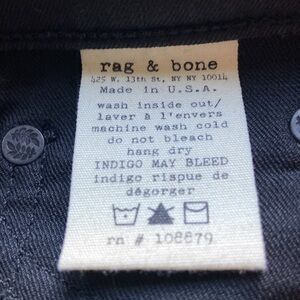 rag & bone
425 W. 13th St, NY NY 10014
Made in U.S.A.
wash inside out/
laver à l'envers
machine wash cold
do not bleach
hang dry
INDIGO MAY BLEED
indigo risque de
dégorger
rn # 108879